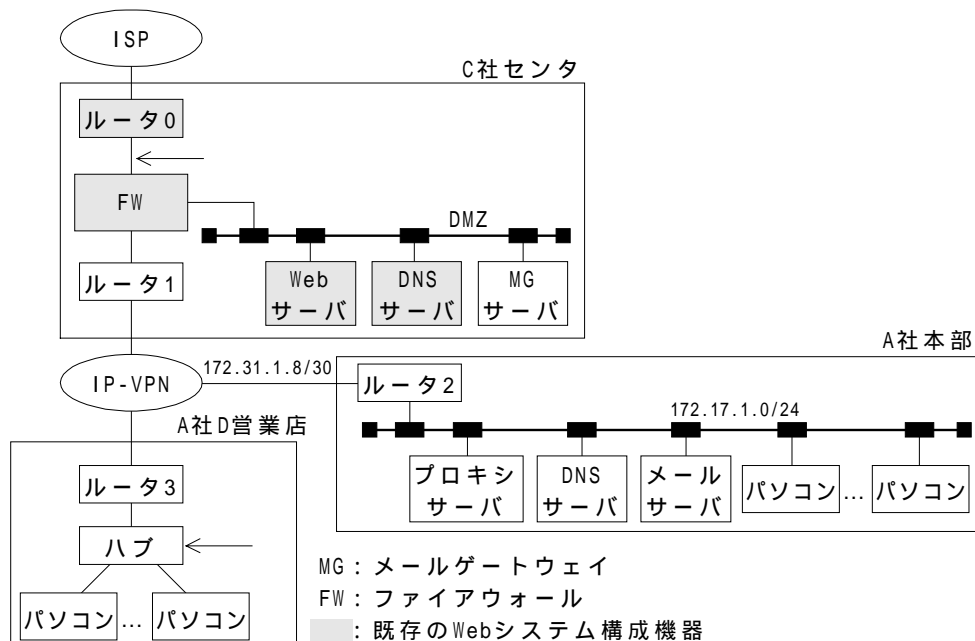 ISP
C社センタ
ルータ0
FW
DMZ
ルータ1
Web
サーバ
DNS
サーバ
MG
サーバ
A社本部
IP-VPN
172.31.1.8/30
ルータ2
172.17.1.0/24
プロキシ
サーバ
DNS
サーバ
メール
サーバ
パソコン
…
パソコン
A社D営業店
ルータ3
ハブ
パソコン
…
パソコン
MG：メールゲートウェイ
FW：ファイアウォール
：既存のWebシステム構成機器